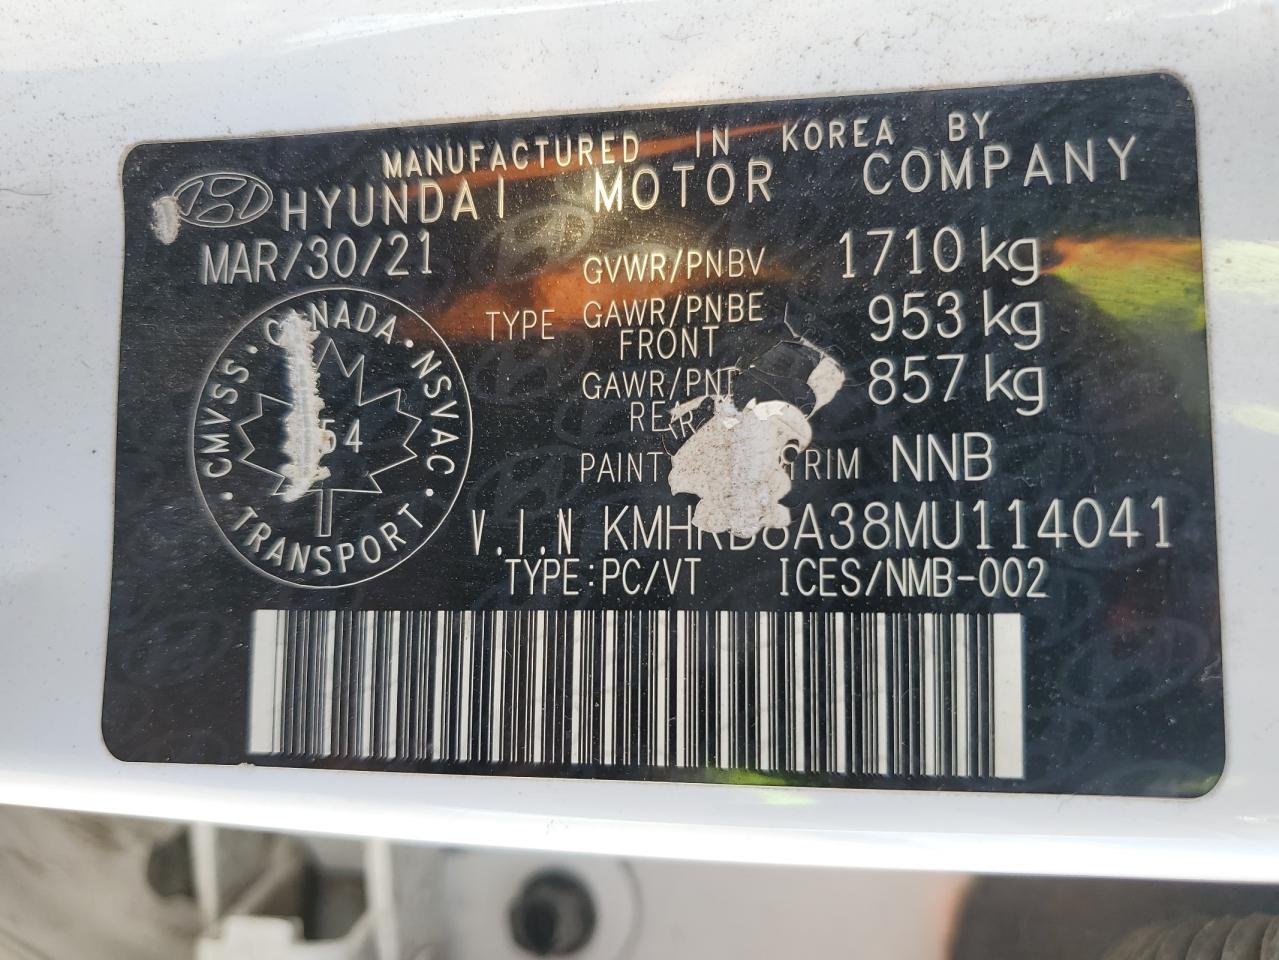 MANUFACTURED IN KOREA BY
HYUNDAI MOTOR COMPANY
MAR/30/21
GVWR/PNBV 1710 kg
TYPE GAWR/PNBE 953 kg
FRONT
857 kg
PAINT TRIM NNB
V.I.N KMHRD8A38MU114041
TYPE:PC/VT ICES/NMB-002
CANADA · NSVAC · TRANSPORT · CMVSS ·